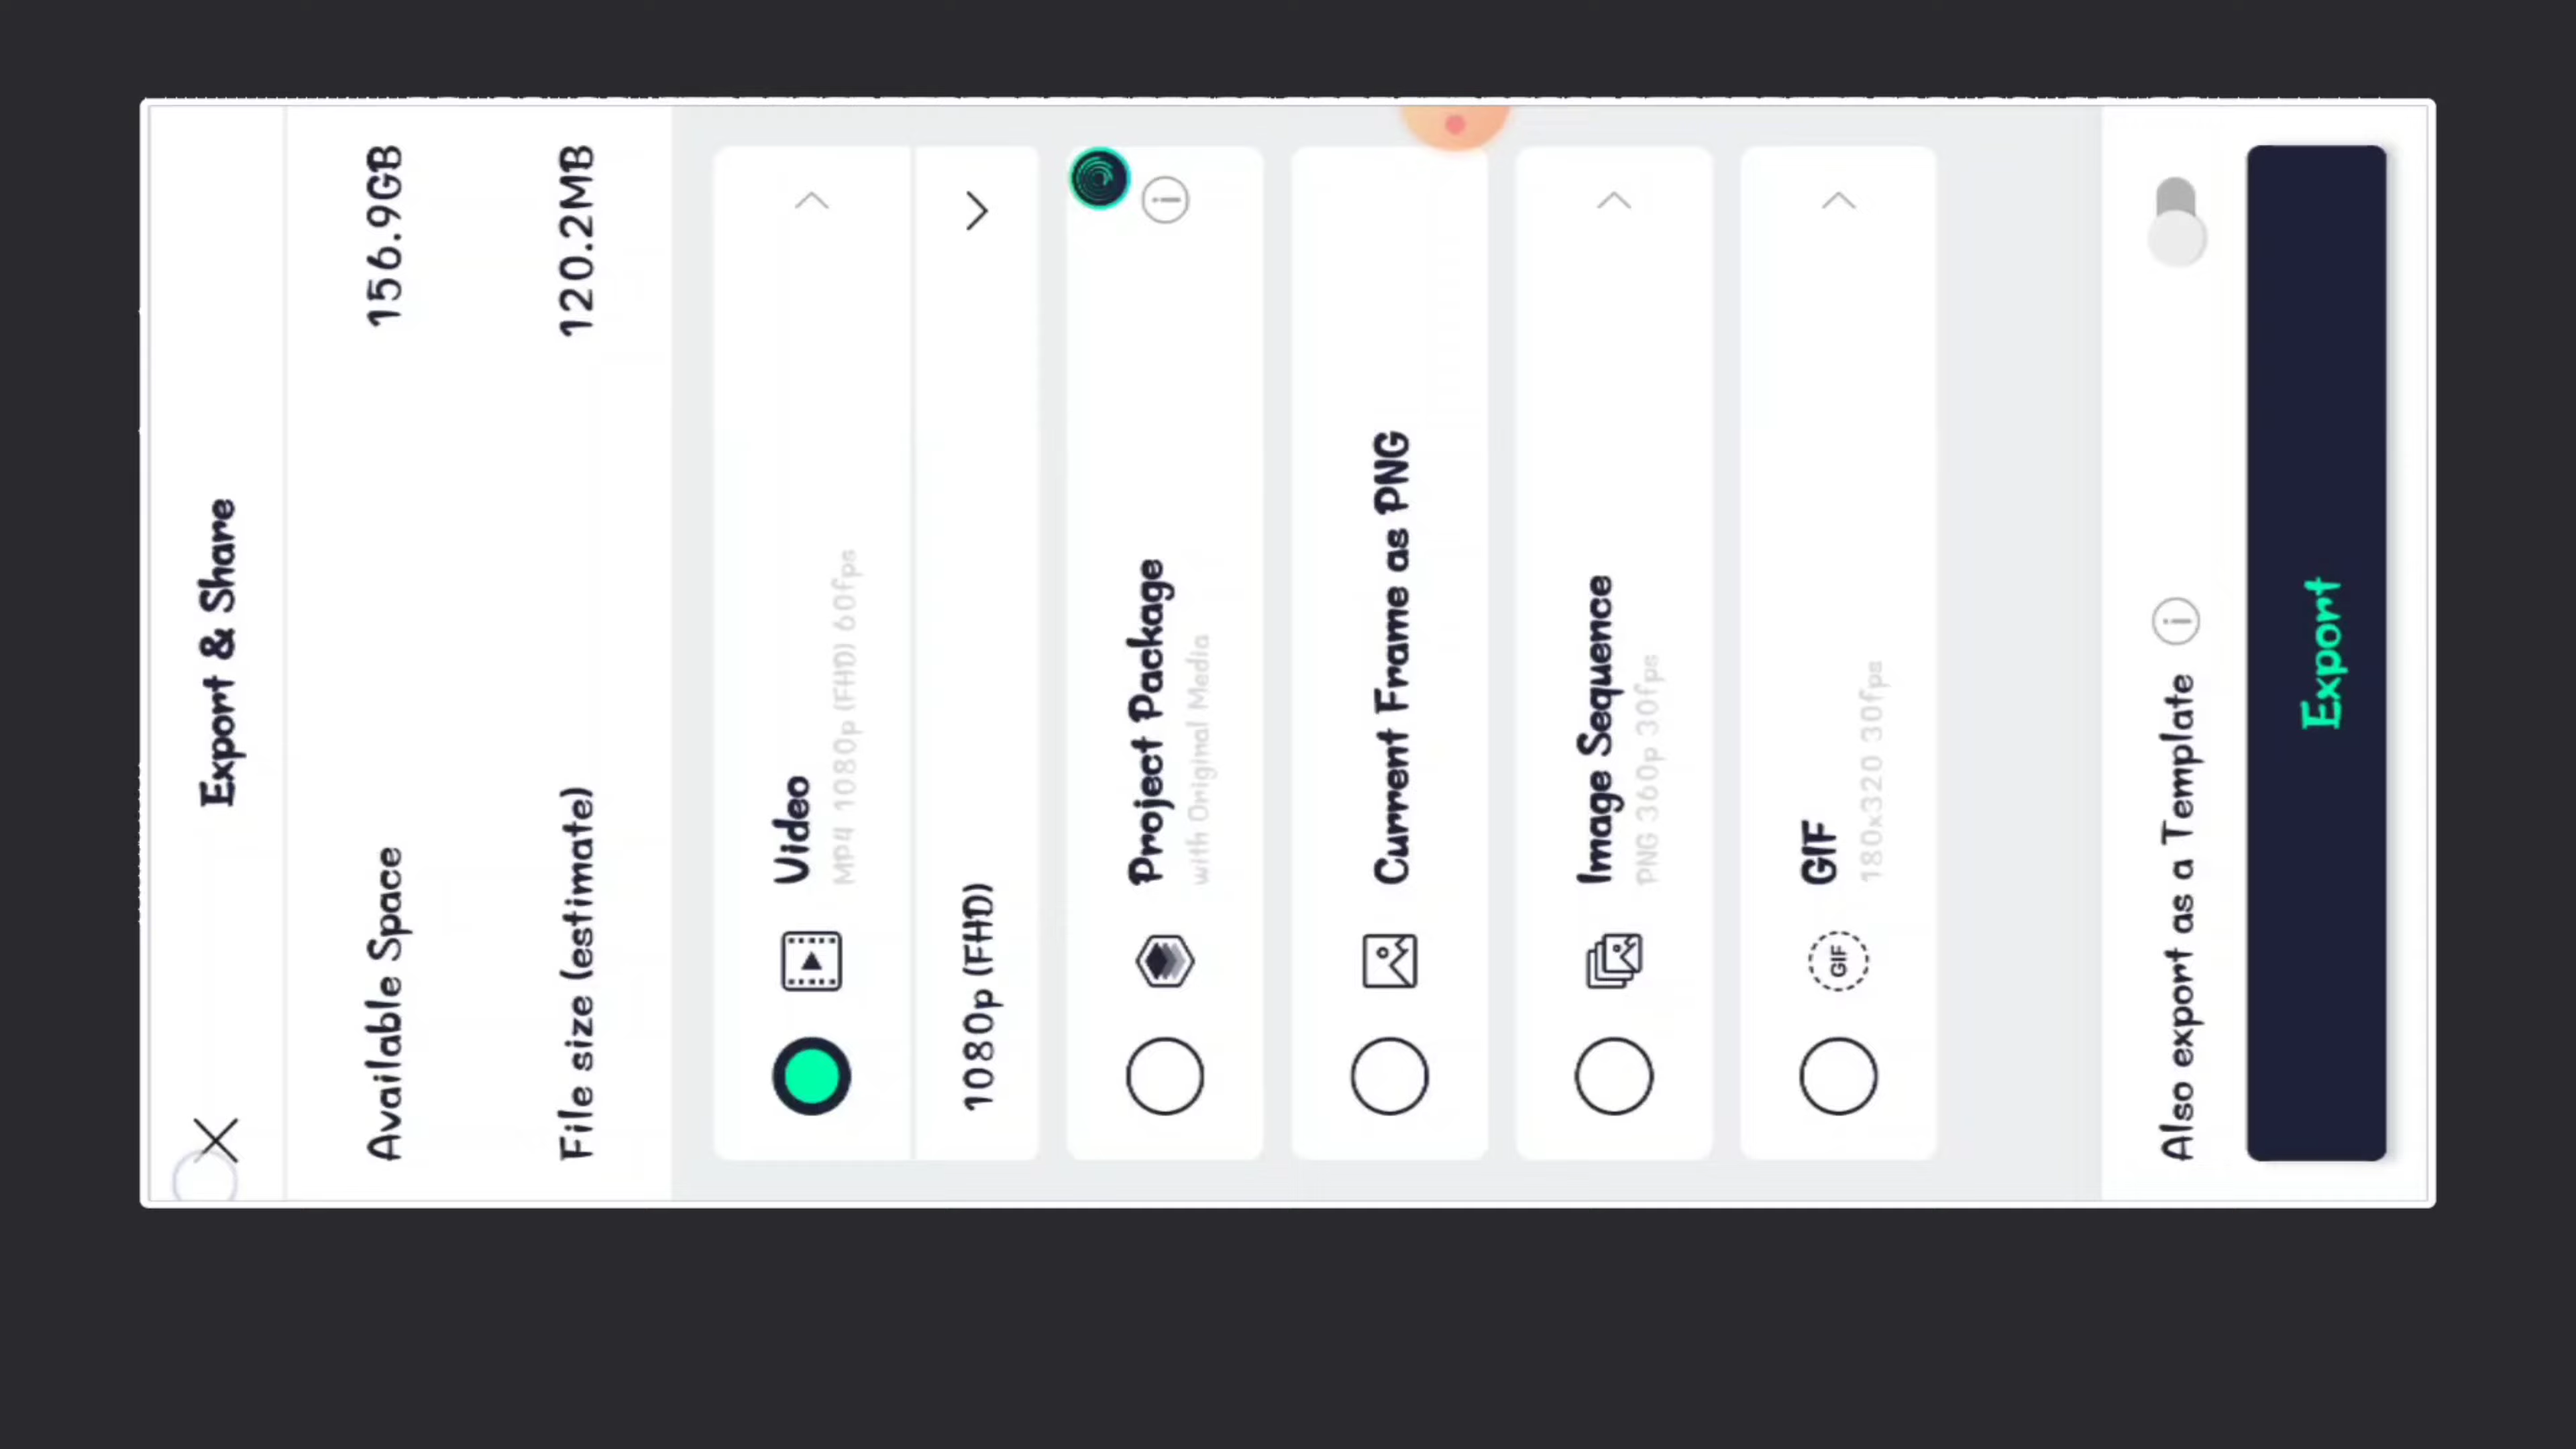 Export & Share
Available Space 156.9GB
File size (estimate) 120.2MB
Video
MP4 1080p (FHD) 60fps
1080p (FHD)
Project Package
with Original Media
Current Frame as PNG
Image Sequence
PNG 360p 30fps
GIF
GIF
180x320 30fps
Also export as a Template
Export